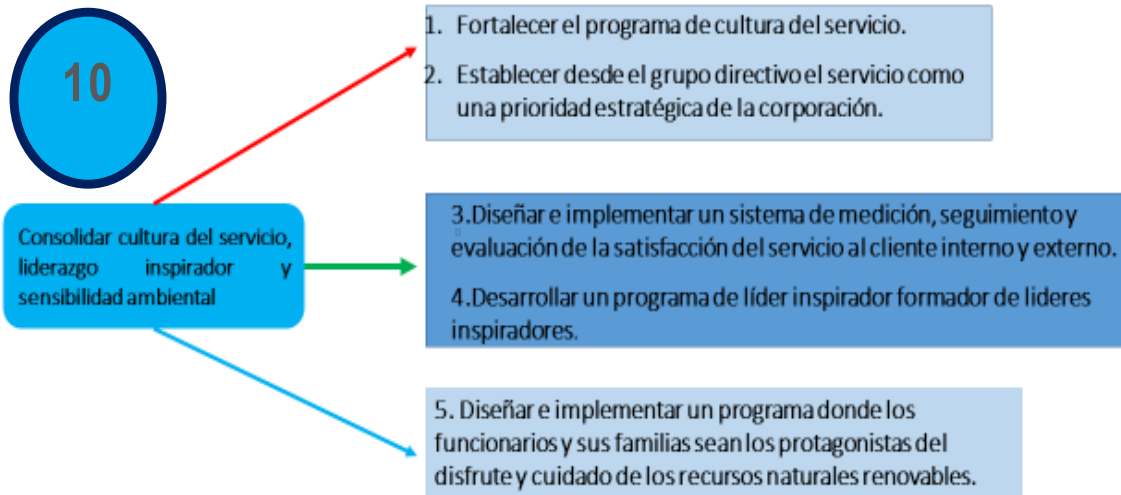 10
Consolidar cultura del servicio,
liderazgo inspirador y
sensibilidad ambiental
1. Fortalecer el programa de cultura del servicio.
2. Establecer desde el grupo directivo el servicio como
una prioridad estratégica de la corporación.
3.Diseñar e implementar un sistema de medición, seguimiento y
evaluación de la satisfacción del servicio al cliente interno y externo.
4.Desarrollar un programa de líder inspirador formador de lideres
inspiradores.
5. Diseñar e implementar un programa donde los
funcionarios y sus familias sean los protagonistas del
disfrute y cuidado de los recursos naturales renovables.